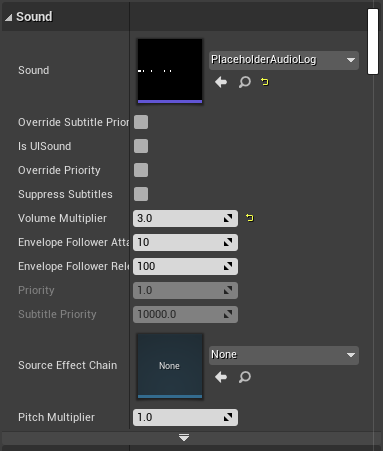 Sound
Sound
PlaceholderAudioLog
Override Subtitle Prior
Is UISound
Override Priority
Suppress Subtitles
Volume Multiplier 3.0
Envelope Follower Atta 10
Envelope Follower Rele 100
Priority 1.0
Subtitle Priority 10000.0
Source Effect Chain
None
None
Pitch Multiplier 1.0